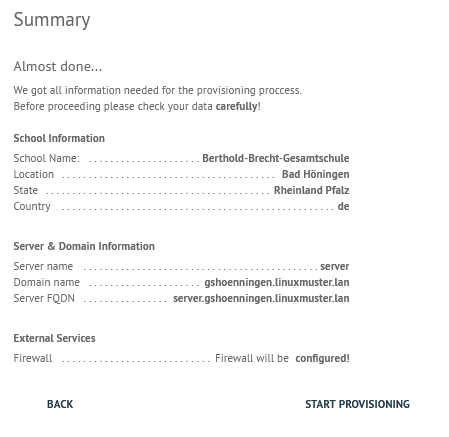 Summary
Almost done...
We got all information needed for the provisioning proccess.
Before proceeding please check your data carefully!
School Information
School Name: . . . . . . . . . . . . . . . . . . . . . Berthold-Brecht-Gesamtschule
Location . . . . . . . . . . . . . . . . . . . . . . . . . . . . . . . . . . . . . . . . Bad Höningen
State . . . . . . . . . . . . . . . . . . . . . . . . . . . . . . . . . . . . . . . . . . Rheinland Pfalz
Country . . . . . . . . . . . . . . . . . . . . . . . . . . . . . . . . . . . . . . . . . . . . . . . . . . . de
Server & Domain Information
Server name . . . . . . . . . . . . . . . . . . . . . . . . . . . . . . . . . . . . . . . . . . . . server
Domain name . . . . . . . . . . . . . . . . . . . . . gshoenningen.linuxmuster.lan
Server FQDN . . . . . . . . . . . . . . . . server.gshoenningen.linuxmuster.lan
External Services
Firewall . . . . . . . . . . . . . . . . . . . . . . . . . . . . Firewall will be configured!
BACK START PROVISIONING